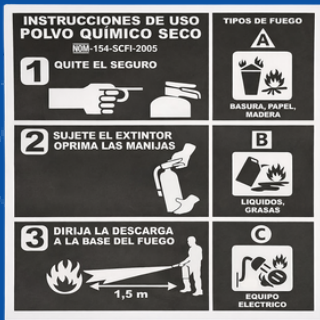 INSTRUCCIONES DE USO
POLVO QUÍMICO SECO
NOM-154-SCFI-2005
1 QUITE EL SEGURO
2 SUJETE EL EXTINTOR
OPRIMA LAS MANIJAS
3 DIRIJA LA DESCARGA
A LA BASE DEL FUEGO
1,5 m
TIPOS DE FUEGO
A
BASURA, PAPEL,
MADERA
B
LIQUIDOS,
GRASAS
C
EQUIPO
ELECTRICO